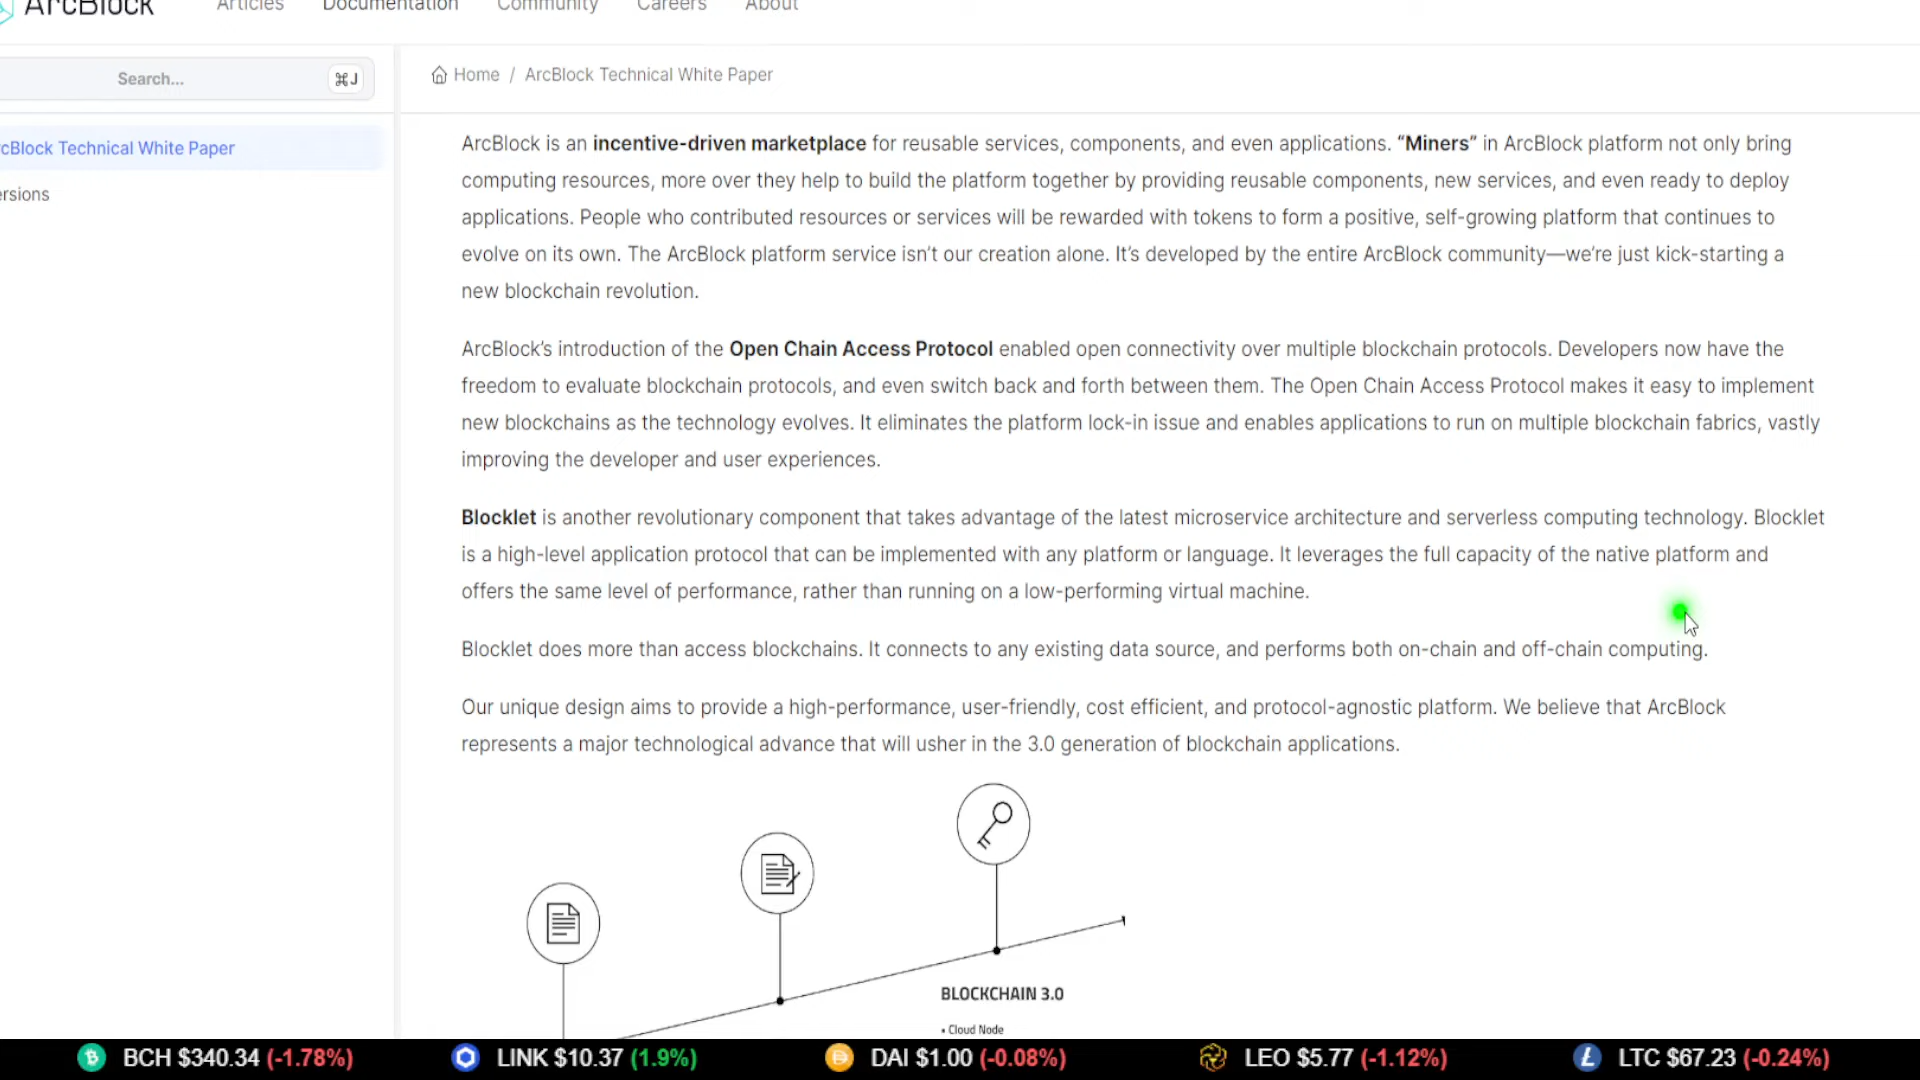 ArcBlock Articles Documentation Community Careers About
Search... ⌘J
Home / ArcBlock Technical White Paper
rcBlock Technical White Paper
ersions
ArcBlock is an incentive-driven marketplace for reusable services, components, and even applications. “Miners” in ArcBlock platform not only bring
computing resources, more over they help to build the platform together by providing reusable components, new services, and even ready to deploy
applications. People who contributed resources or services will be rewarded with tokens to form a positive, self-growing platform that continues to
evolve on its own. The ArcBlock platform service isn’t our creation alone. It’s developed by the entire ArcBlock community—we’re just kick-starting a
new blockchain revolution.
ArcBlock’s introduction of the Open Chain Access Protocol enabled open connectivity over multiple blockchain protocols. Developers now have the
freedom to evaluate blockchain protocols, and even switch back and forth between them. The Open Chain Access Protocol makes it easy to implement
new blockchains as the technology evolves. It eliminates the platform lock-in issue and enables applications to run on multiple blockchain fabrics, vastly
improving the developer and user experiences.
Blocklet is another revolutionary component that takes advantage of the latest microservice architecture and serverless computing technology. Blocklet
is a high-level application protocol that can be implemented with any platform or language. It leverages the full capacity of the native platform and
offers the same level of performance, rather than running on a low-performing virtual machine.
Blocklet does more than access blockchains. It connects to any existing data source, and performs both on-chain and off-chain computing.
Our unique design aims to provide a high-performance, user-friendly, cost efficient, and protocol-agnostic platform. We believe that ArcBlock
represents a major technological advance that will usher in the 3.0 generation of blockchain applications.
BLOCKCHAIN 3.0
• Cloud Node
BCH $340.34 (-1.78%) LINK $10.37 (1.9%) DAI $1.00 (-0.08%) LEO $5.77 (-1.12%) LTC $67.23 (-0.24%)